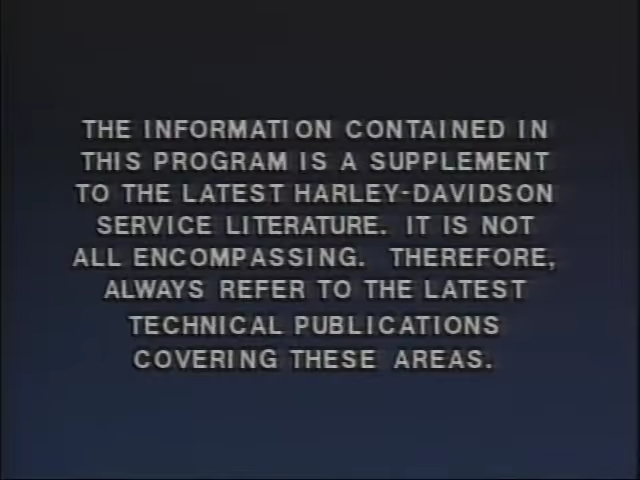 THE INFORMATION CONTAINED IN
THIS PROGRAM IS A SUPPLEMENT
TO THE LATEST HARLEY-DAVIDSON
SERVICE LITERATURE. IT IS NOT
ALL ENCOMPASSING. THEREFORE,
ALWAYS REFER TO THE LATEST
TECHNICAL PUBLICATIONS
COVERING THESE AREAS.